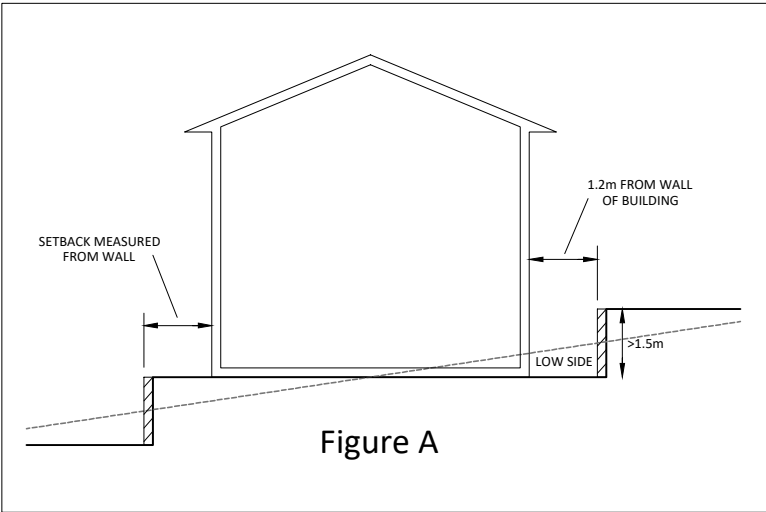 1.2m FROM WALL
OF BUILDING
SETBACK MEASURED
FROM WALL
>1.5m
LOW SIDE
Figure A